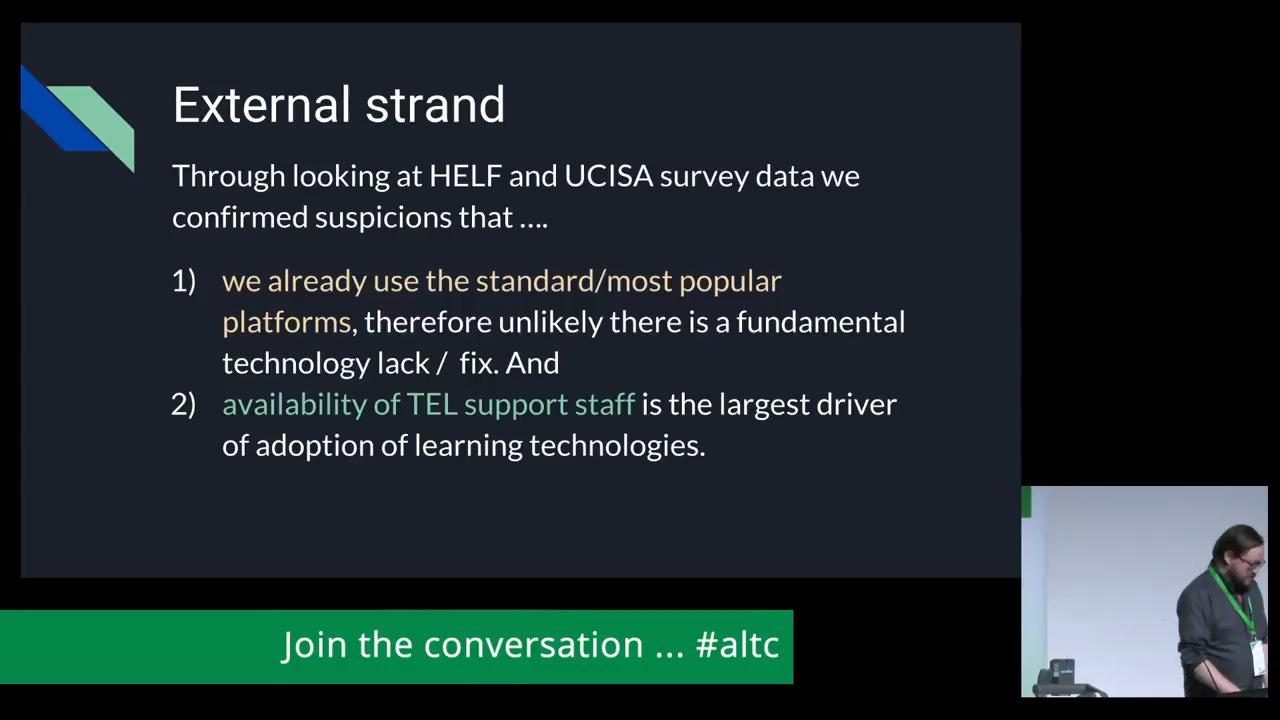 External strand
Through looking at HELF and UCISA survey data we
confirmed suspicions that ....
1) we already use the standard/most popular
platforms, therefore unlikely there is a fundamental
technology lack / fix. And
2) availability of TEL support staff is the largest driver
of adoption of learning technologies.
Join the conversation ... #altc